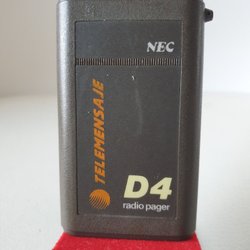 NEC
TELEMENSAJE
D4
radio pager